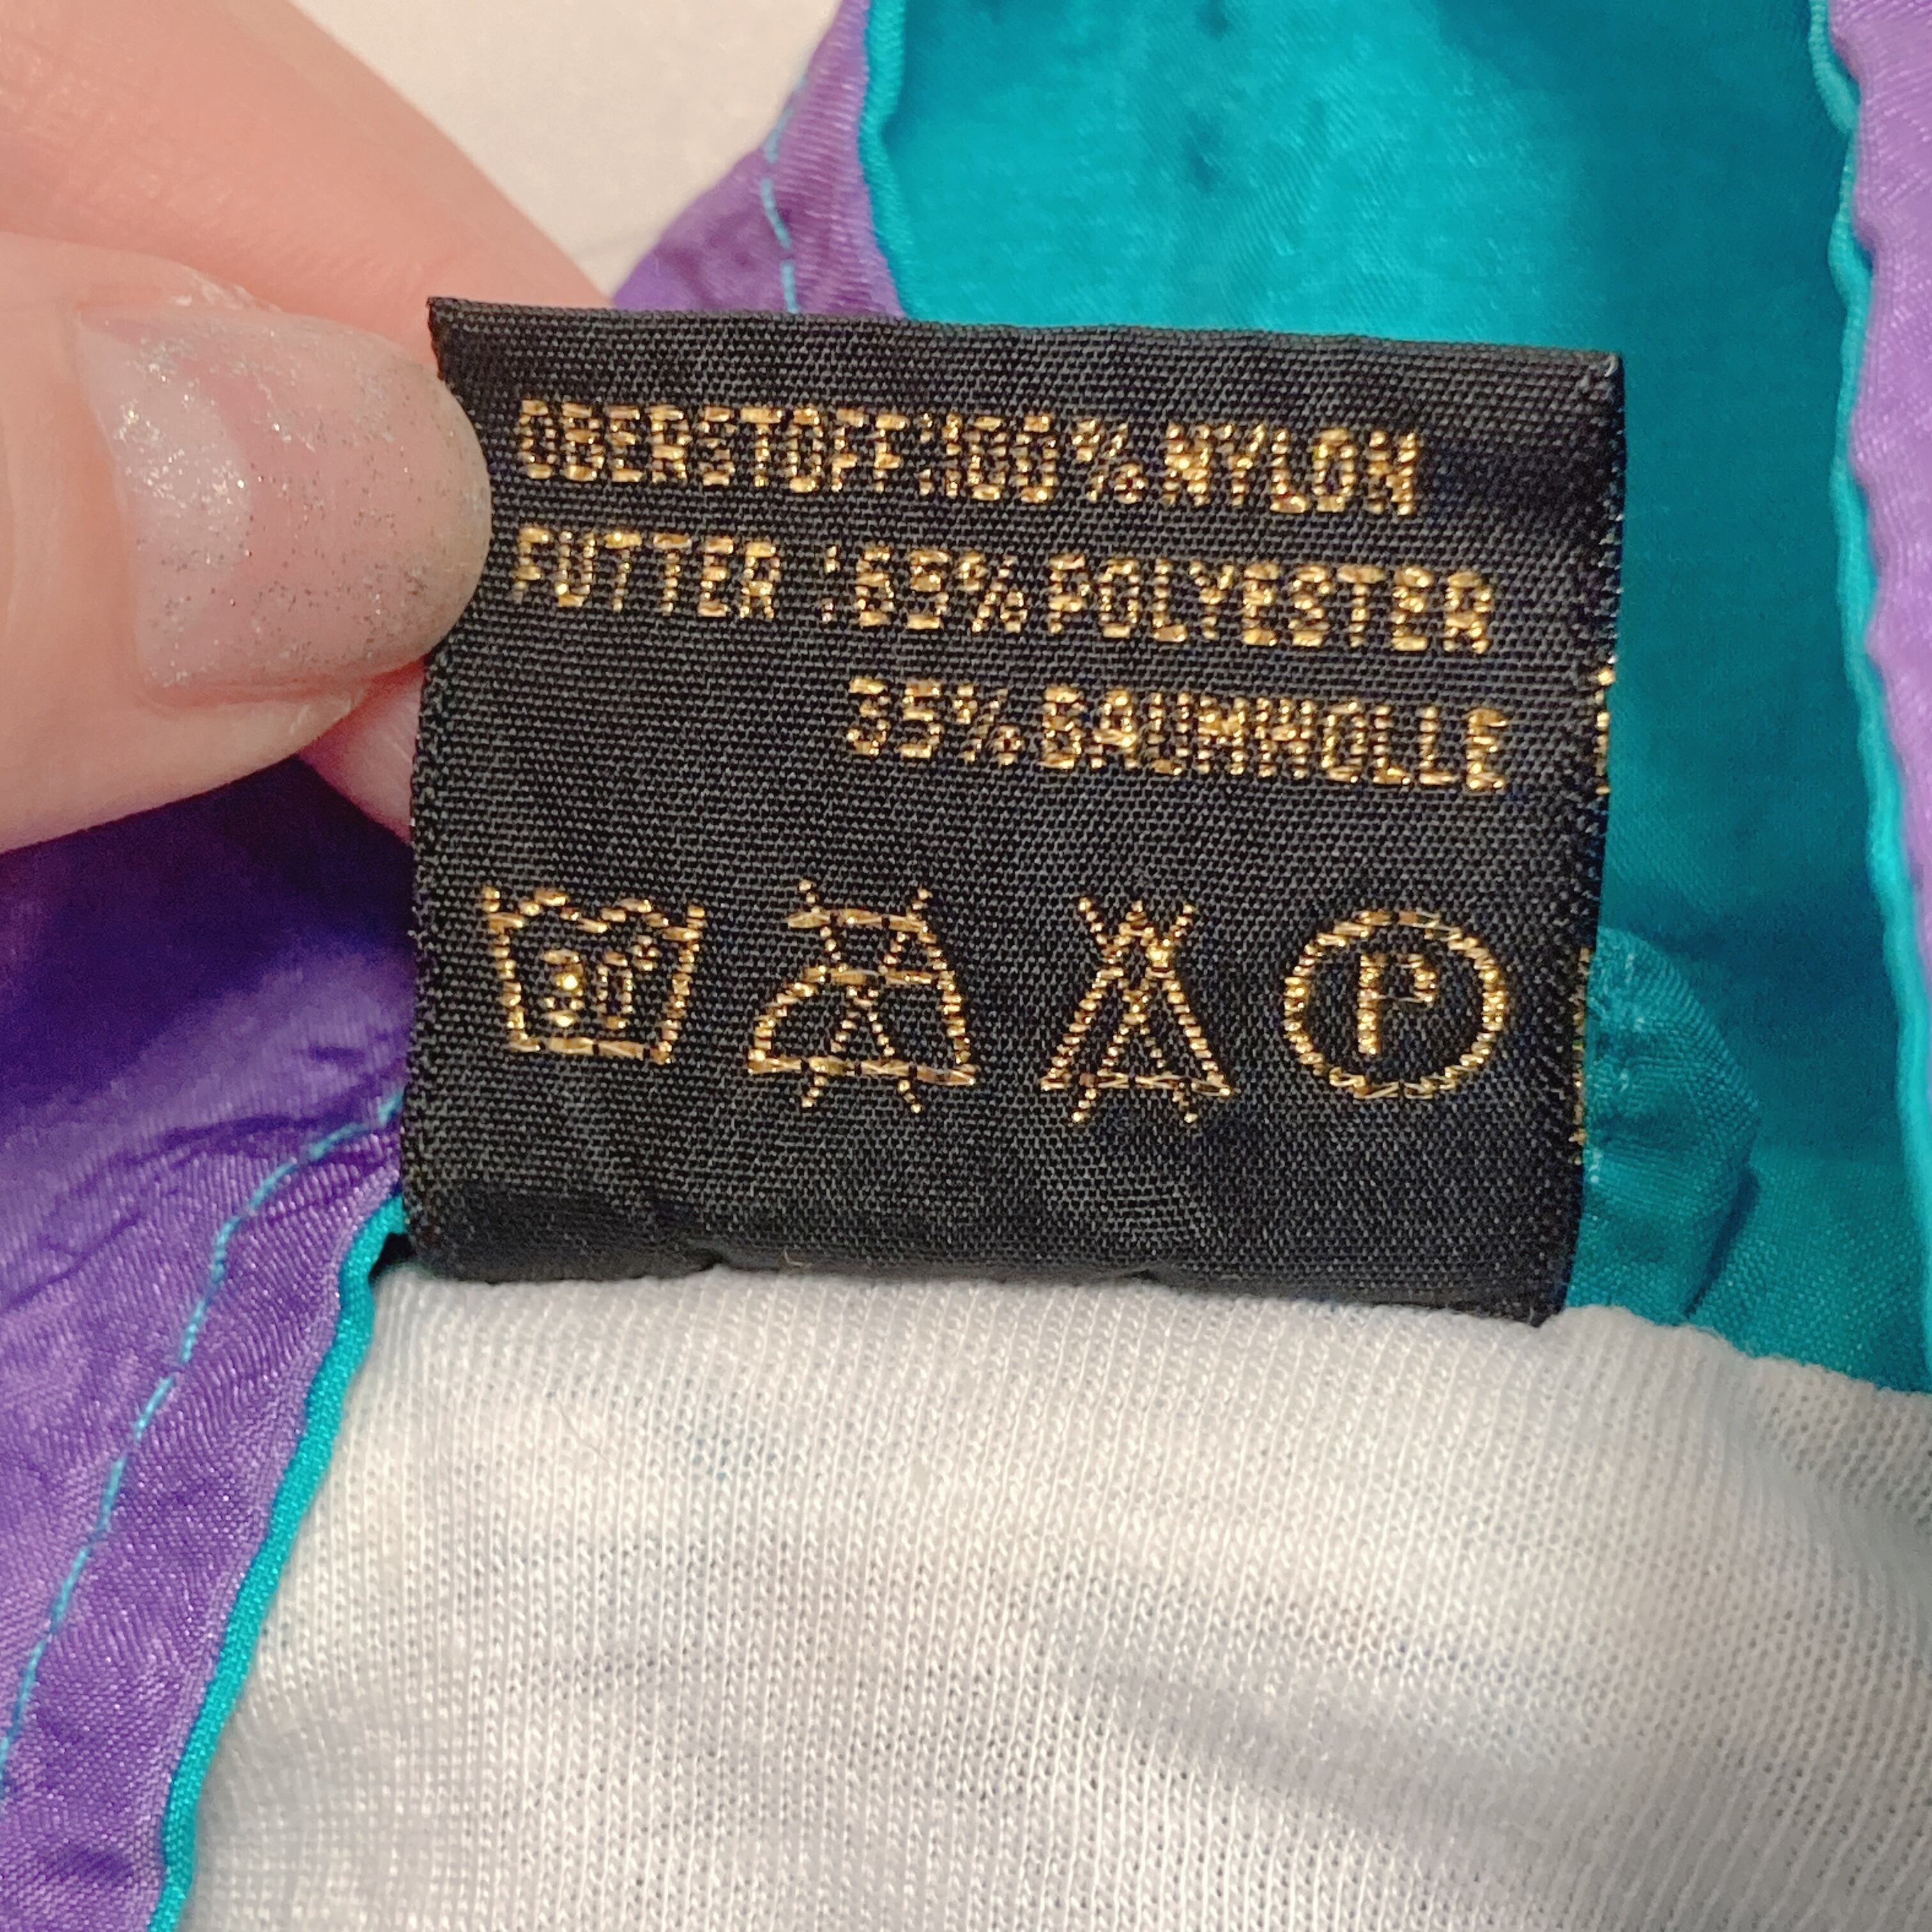 OBERSTOFF:100% NYLON
FUTTER :65% POLYESTER
35% BAUMWOLLE
30°
P